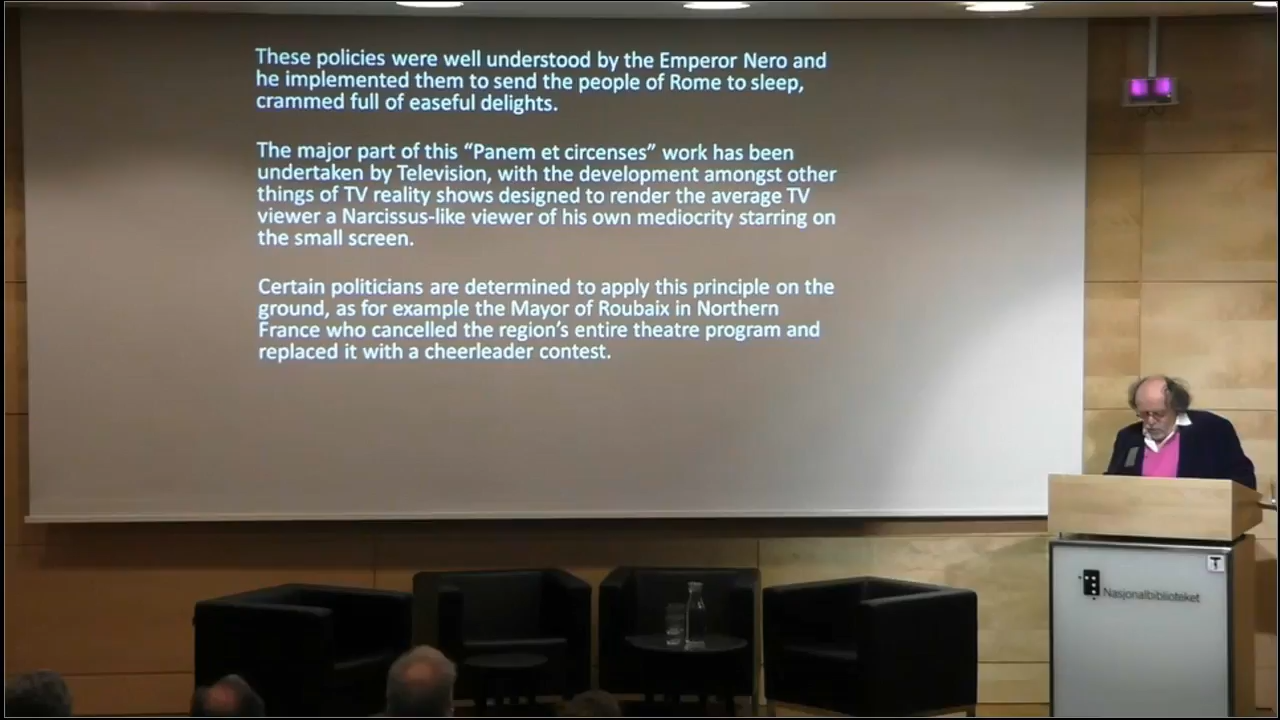 These policies were well understood by the Emperor Nero and
he implemented them to send the people of Rome to sleep,
crammed full of easeful delights.
The major part of this “Panem et circenses” work has been
undertaken by Television, with the development amongst other
things of TV reality shows designed to render the average TV
viewer a Narcissus-like viewer of his own mediocrity starring on
the small screen.
Certain politicians are determined to apply this principle on the
ground, as for example the Mayor of Roubaix in Northern
France who cancelled the region’s entire theatre program and
replaced it with a cheerleader contest.
T
Nasjonalbiblioteket